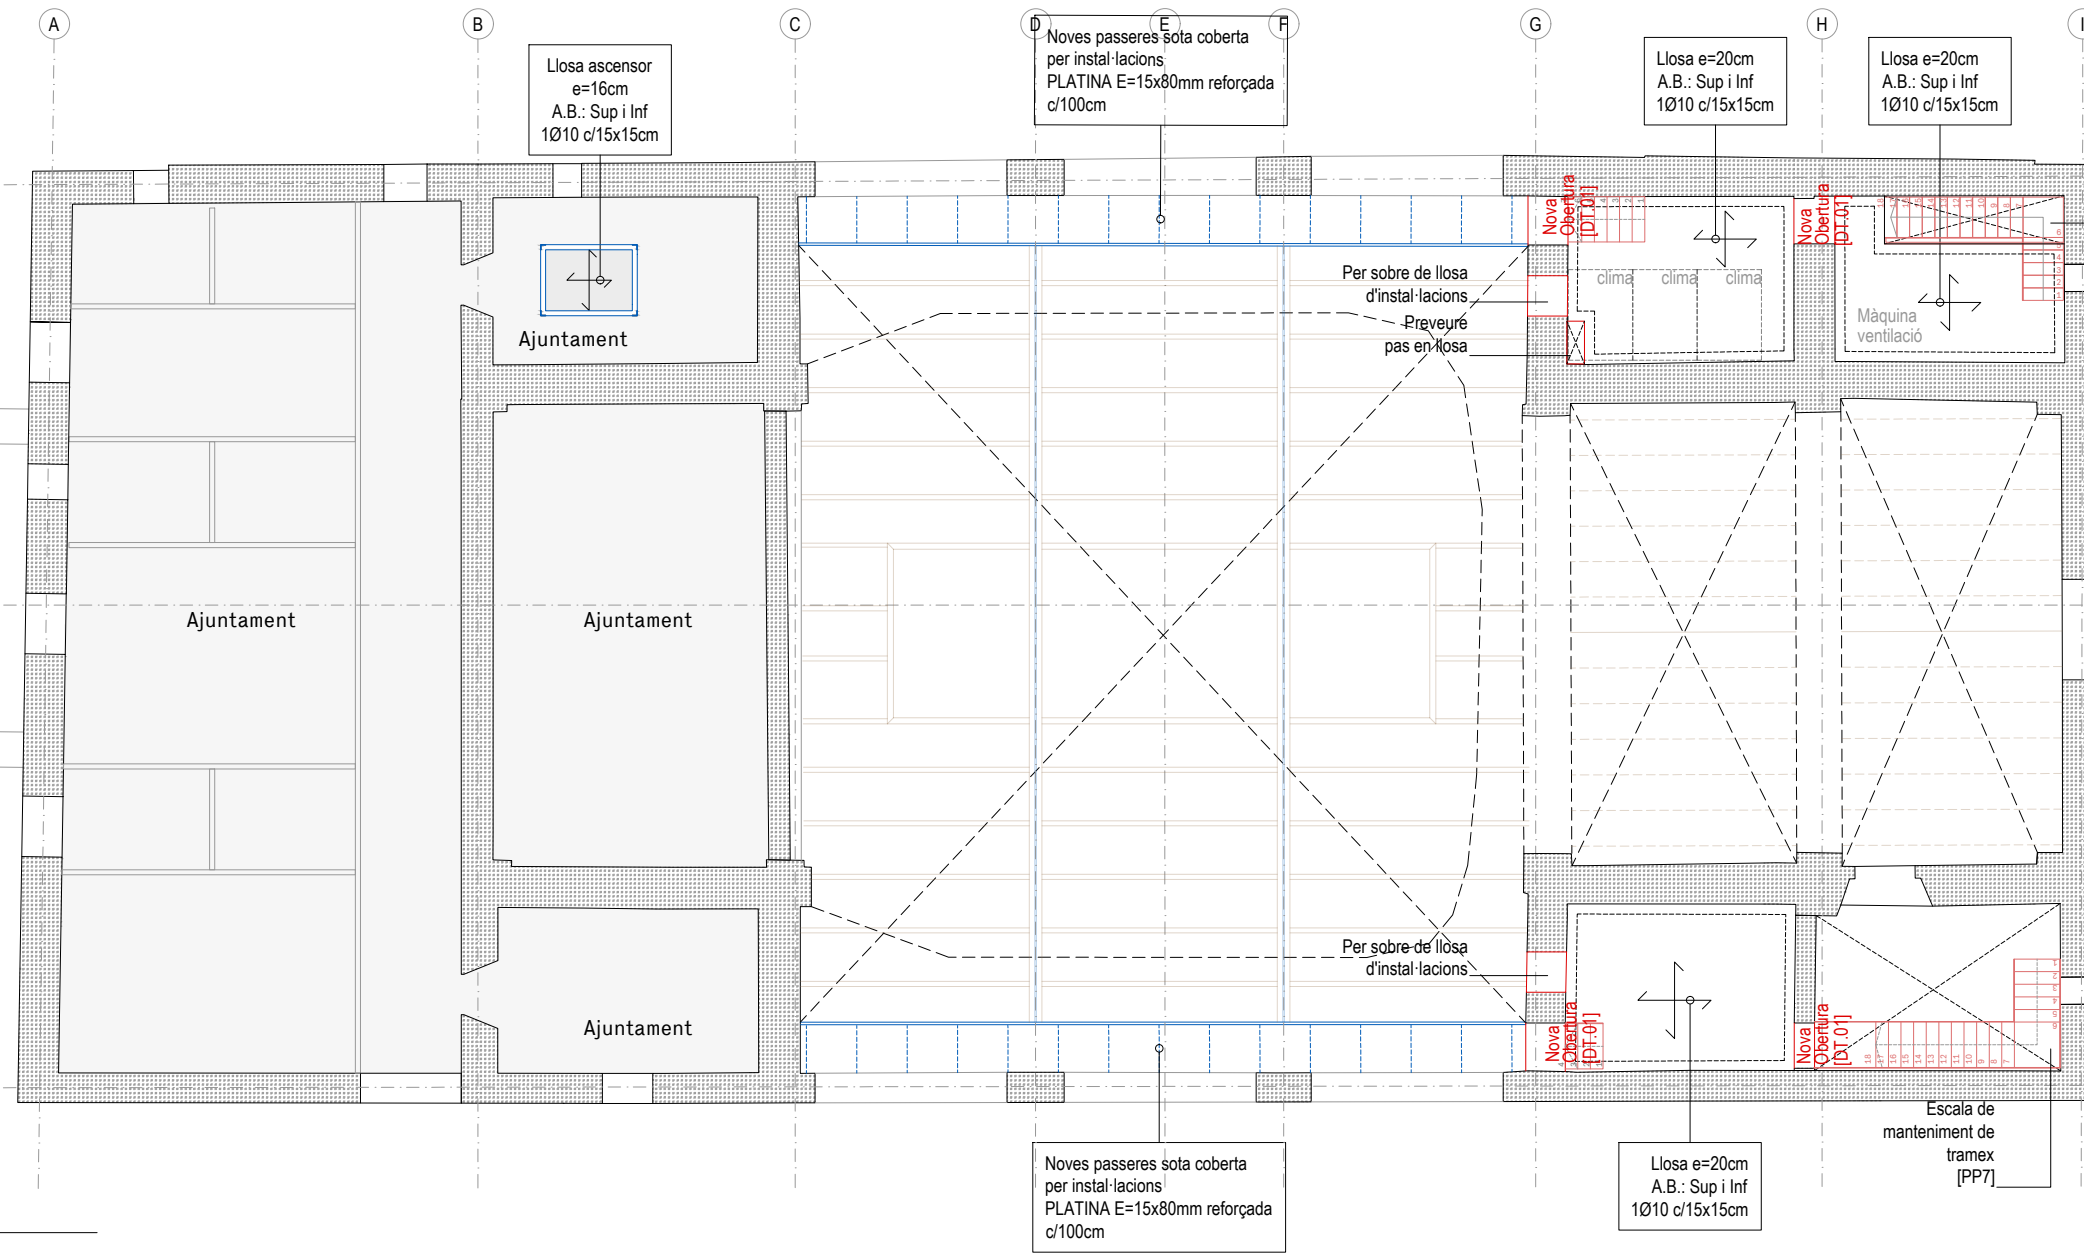 A
B
C
D
E
F
G
H
I
Llosa ascensor
e=16cm
A.B.: Sup i Inf
1Ø10 c/15x15cm
Noves passeres sota coberta
per instal·lacions
PLATINA E=15x80mm reforçada
c/100cm
Llosa e=20cm
A.B.: Sup i Inf
1Ø10 c/15x15cm
Llosa e=20cm
A.B.: Sup i Inf
1Ø10 c/15x15cm
Nova
Obertura
[DT.01]
Nova
Obertura
[DT.01]
Per sobre de llosa
d'instal·lacions
Preveure
pas en llosa
clima
clima
clima
Màquina
ventilació
Ajuntament
Ajuntament
Ajuntament
Ajuntament
Per sobre de llosa
d'instal·lacions
Nova
Obertura
[DT.01]
Nova
Obertura
[DT.01]
Escala de
manteniment de
tramex
[PP7]
Noves passeres sota coberta
per instal·lacions
PLATINA E=15x80mm reforçada
c/100cm
Llosa e=20cm
A.B.: Sup i Inf
1Ø10 c/15x15cm